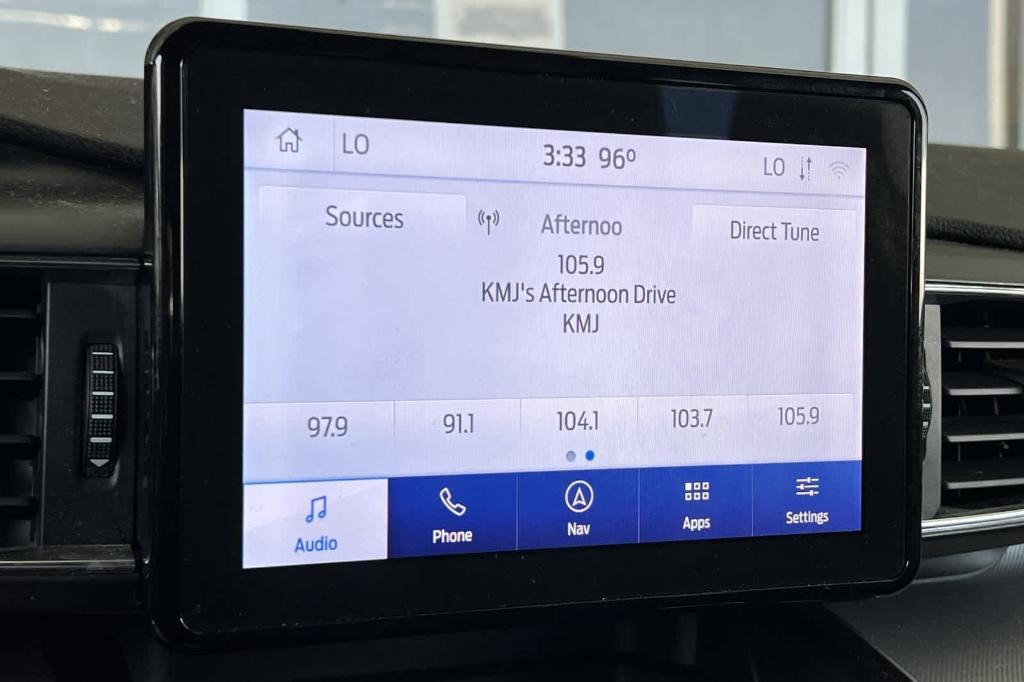 LO
3:33 96º
LO
Sources
Afternoo
Direct Tune
105.9
KMJ's Afternoon Drive
KMJ
97.9
91.1
104.1
103.7
105.9
Audio
Phone
Nav
Apps
Settings